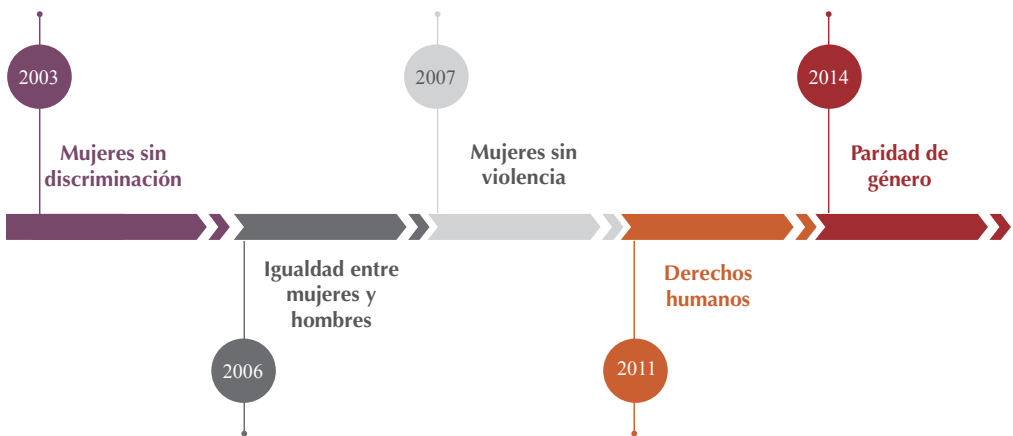 2003
Mujeres sin
discriminación
2006
Igualdad entre
mujeres y
hombres
2007
Mujeres sin
violencia
2011
Derechos
humanos
2014
Paridad de
género